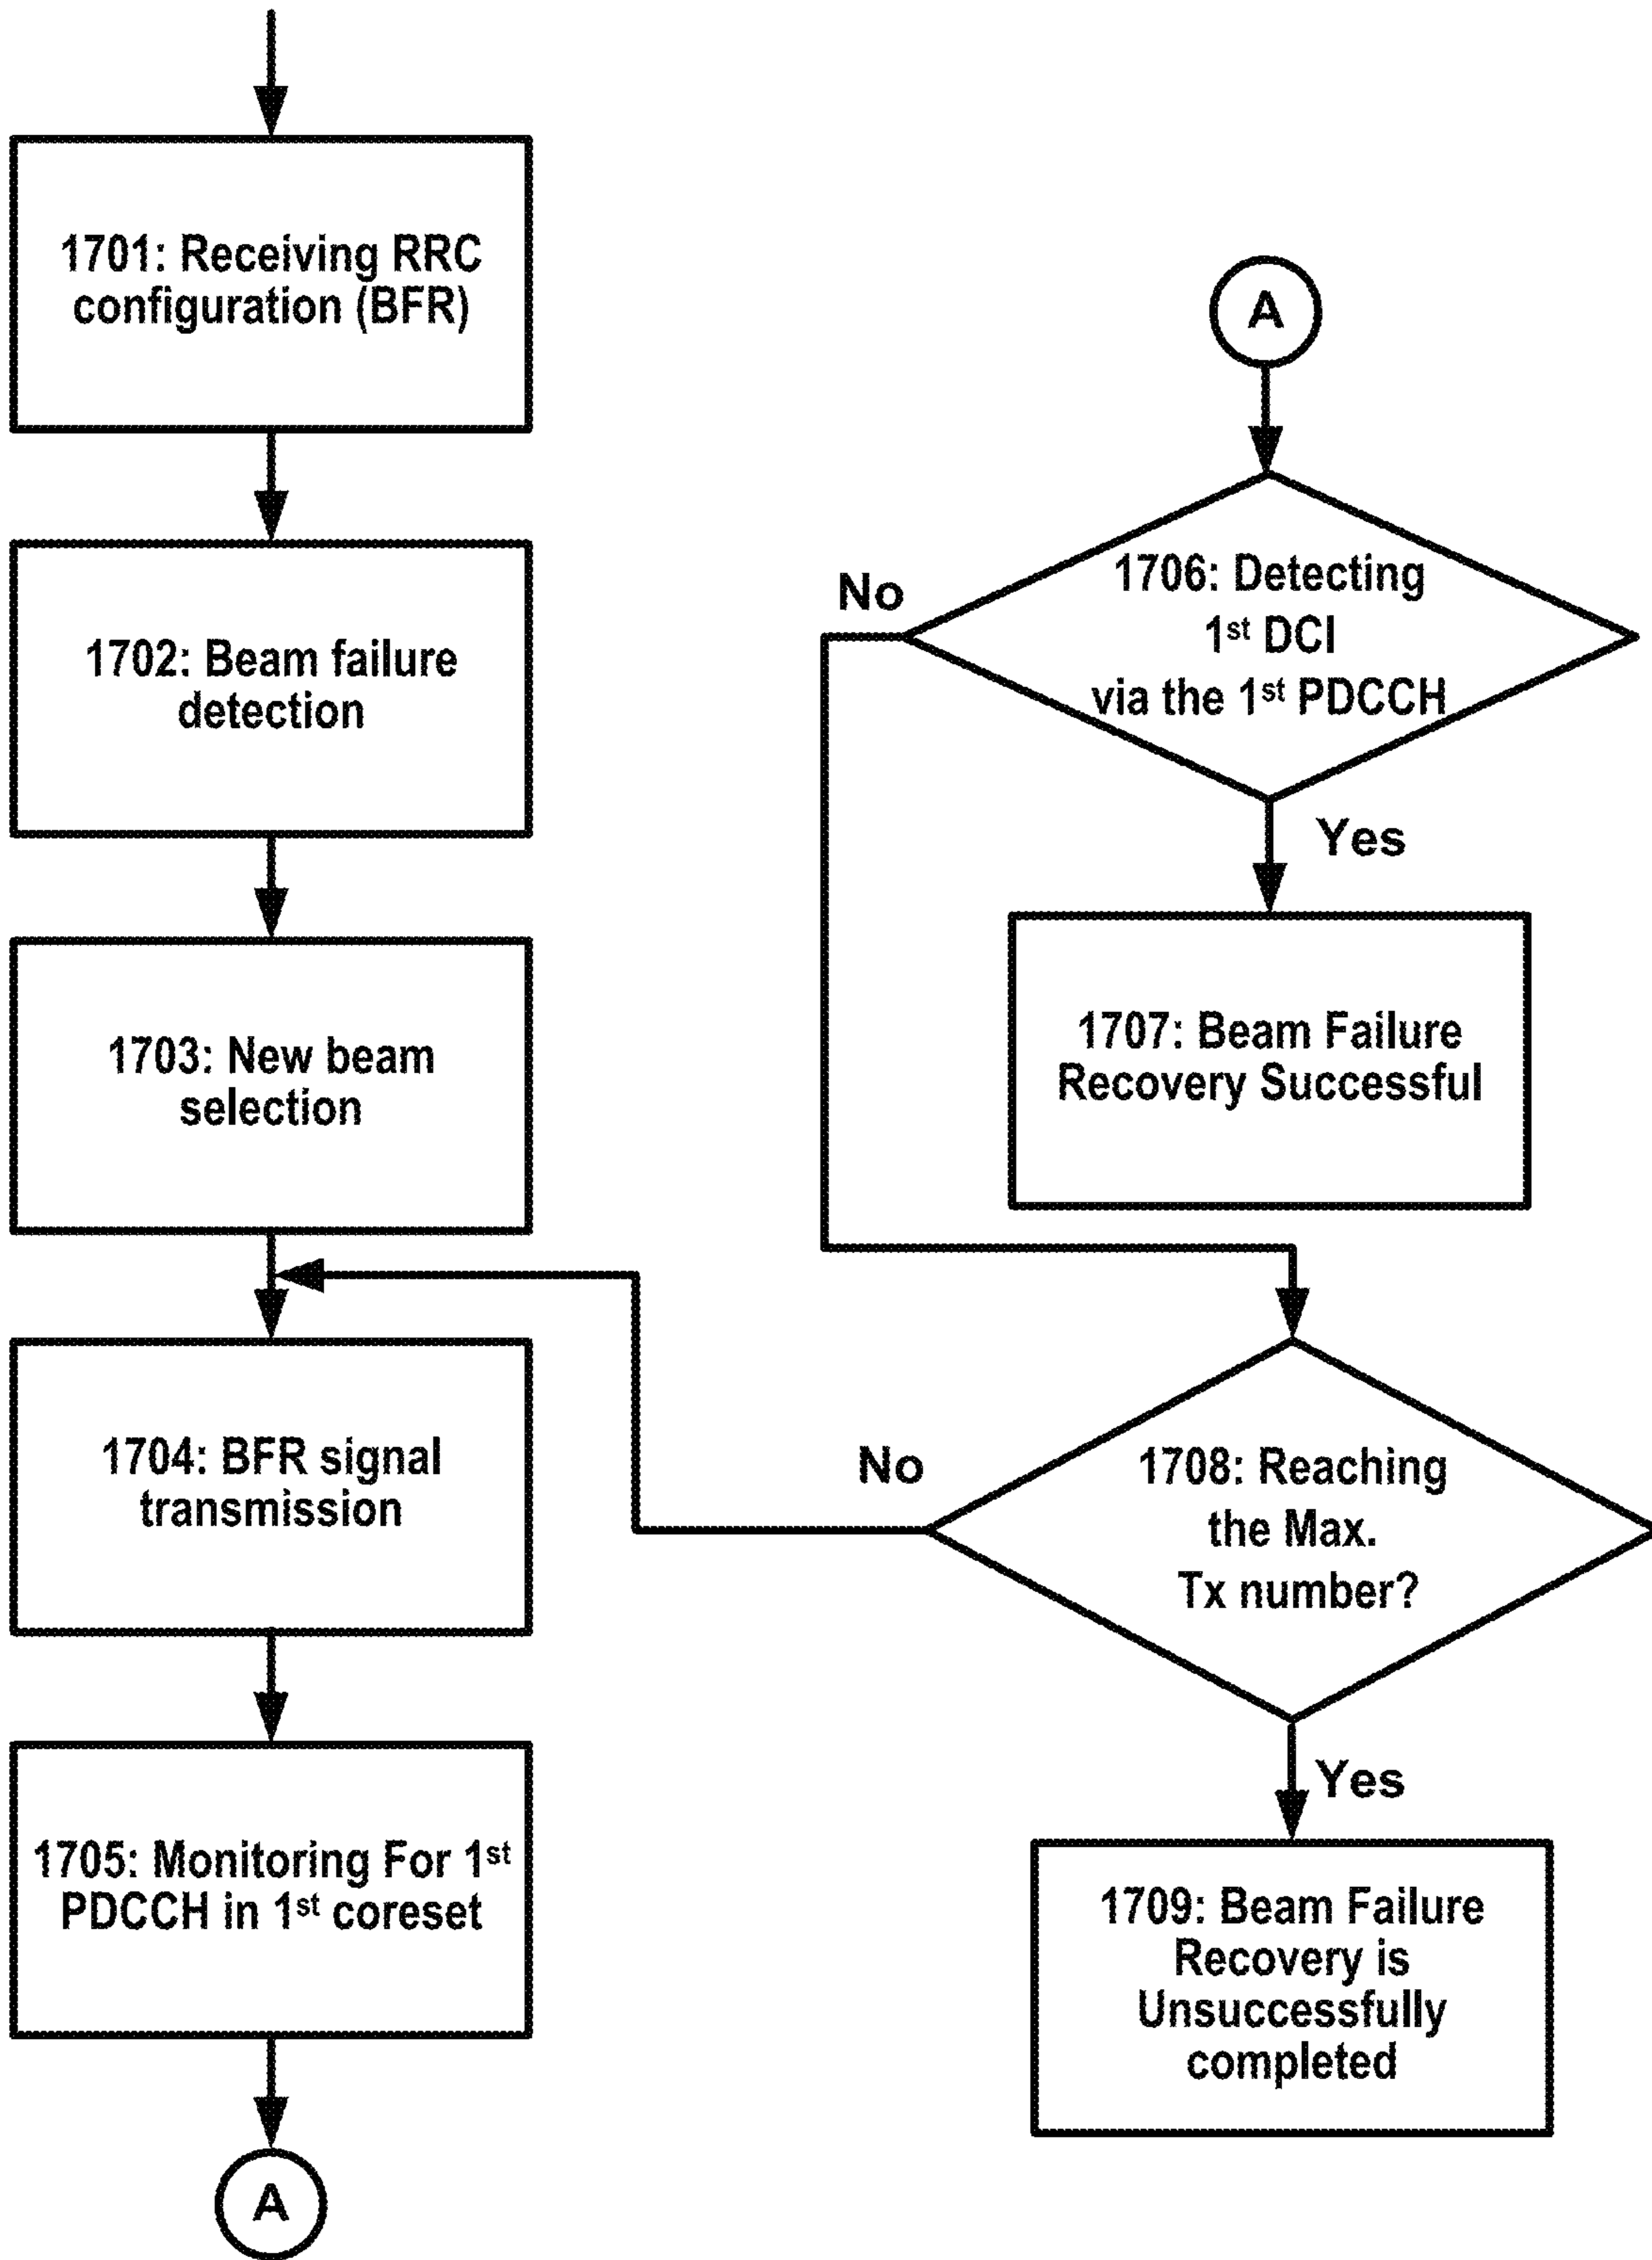 1701: Receiving RRC
configuration (BFR)
1702: Beam failure
detection
1703: New beam
selection
1704: BFR signal
transmission
1705: Monitoring For 1st
PDCCH in 1st coreset
A
A
1706: Detecting
1st DCI
via the 1st PDCCH
No
Yes
1707: Beam Failure
Recovery Successful
1708: Reaching
the Max.
Tx number?
No
Yes
1709: Beam Failure
Recovery is
Unsuccessfully
completed